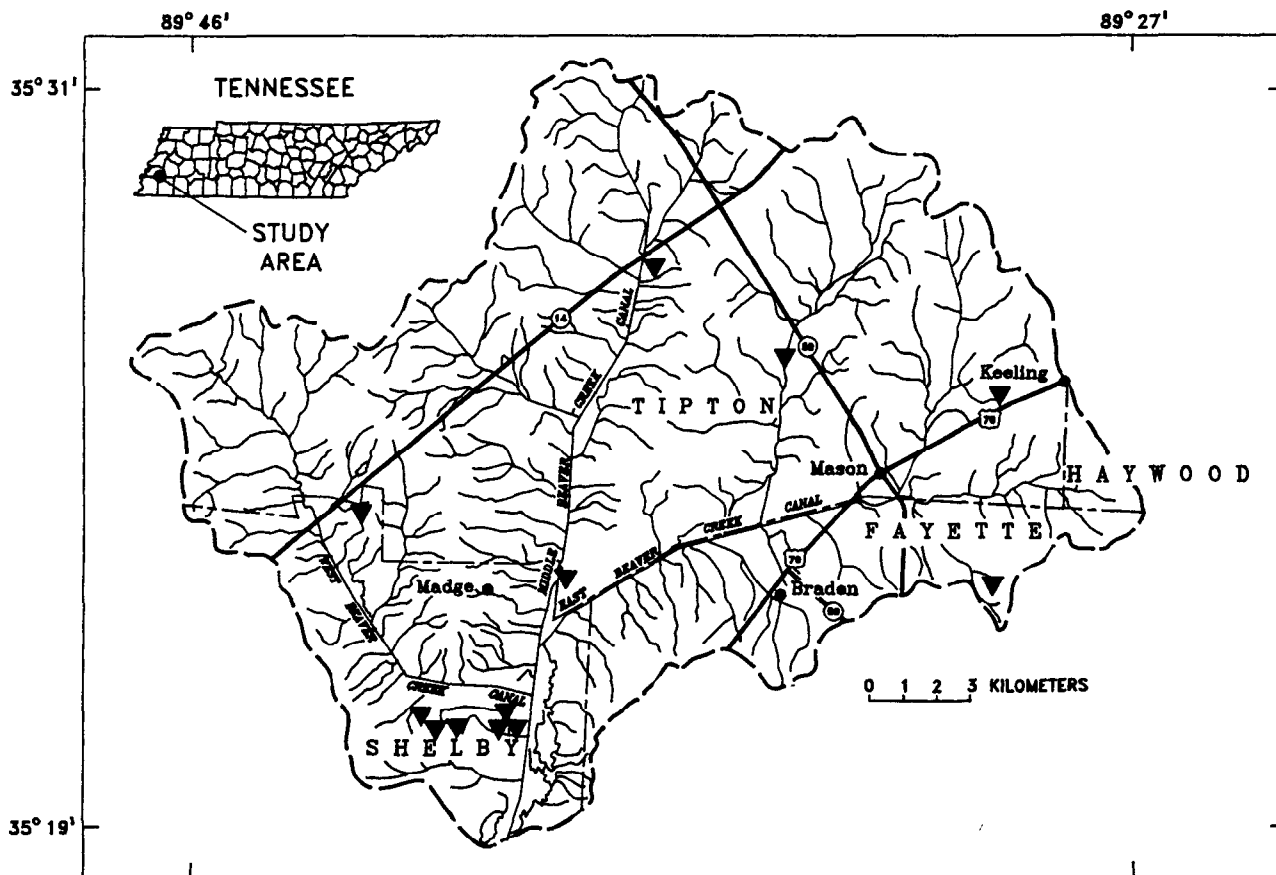 89° 46'
89° 27'
35° 31'
TENNESSEE
STUDY
AREA
CANAL
14
CREEK
Keeling
TIPTON
70
Mason
HAYWOOD
BEAVER
CANAL
CREEK
FAYETTE
BEAVER
EAST
MIDDLE
70
WEST
BEAVER
Madge
Braden
0 1 2 3 KILOMETERS
CREEK
CANAL
SHELBY
35° 19'